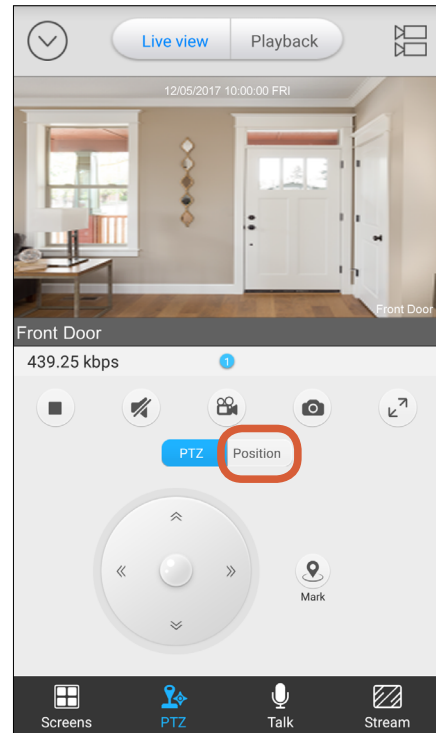 Live view Playback
12/05/2017 10:00:00 FRI
Front Door
Front Door
439.25 kbps 1
PTZ Position
Mark
Screens PTZ Talk Stream